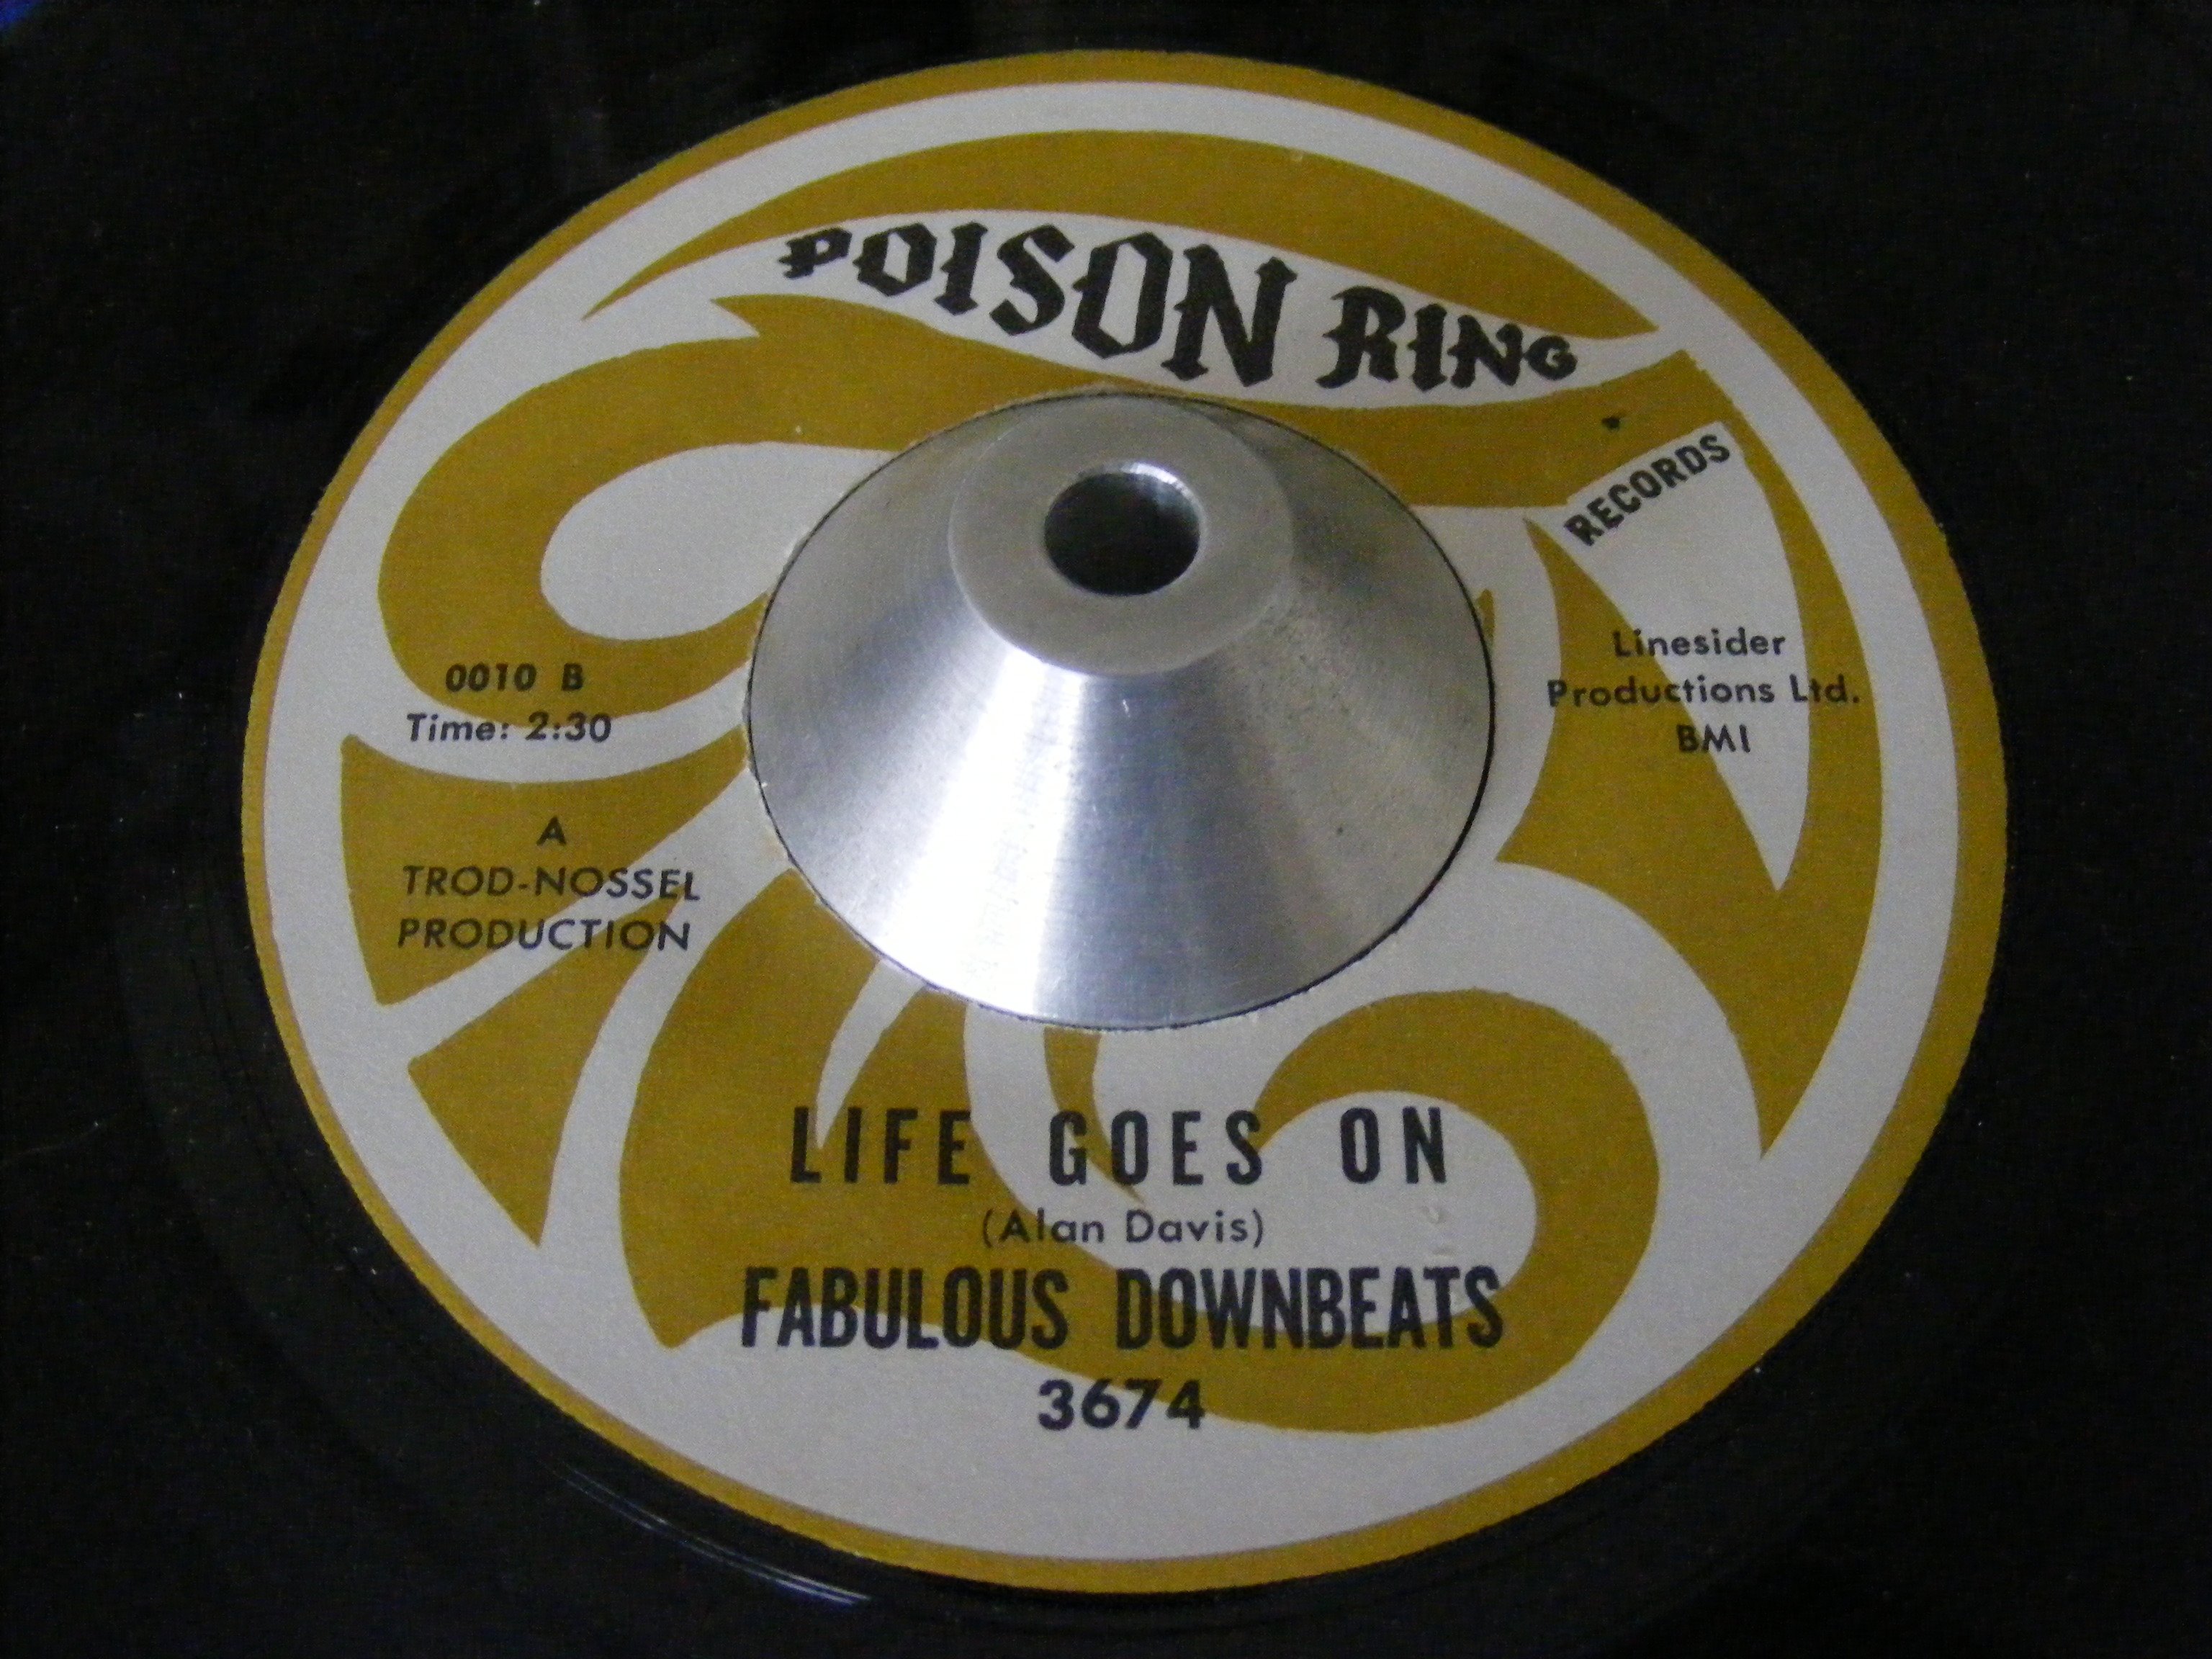 POISON RING
RECORDS
0010 B
Time: 2:30
A
TROD-NOSSEL
PRODUCTION
Linesider
Productions Ltd.
BMI
LIFE GOES ON
(Alan Davis)
FABULOUS DOWNBEATS
3674